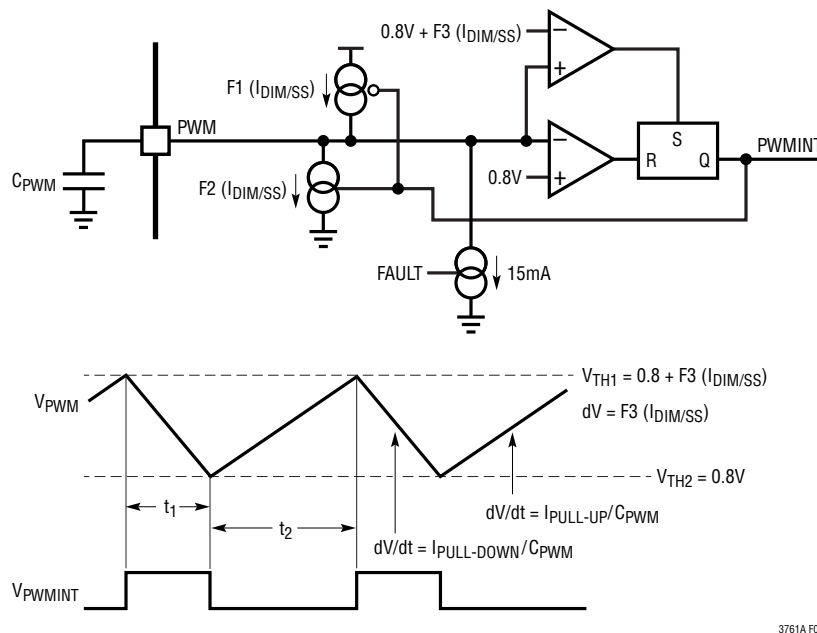 0.8V + F3 (IDIM/SS)
−
+
F1 (IDIM/SS)
PWM
CPWM
F2 (IDIM/SS)
−
0.8V
+
S
R
Q
PWMINT
FAULT
15mA
VTH1 = 0.8 + F3 (IDIM/SS)
VPWM
dV = F3 (IDIM/SS)
VTH2 = 0.8V
t1
t2
dV/dt = IPULL-UP/CPWM
dV/dt = IPULL-DOWN/CPWM
VPWMINT